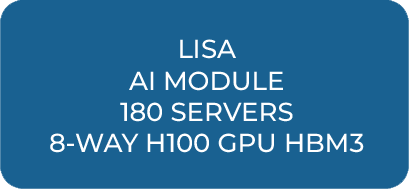 LISA
AI MODULE
180 SERVERS
8-WAY H100 GPU HBM3